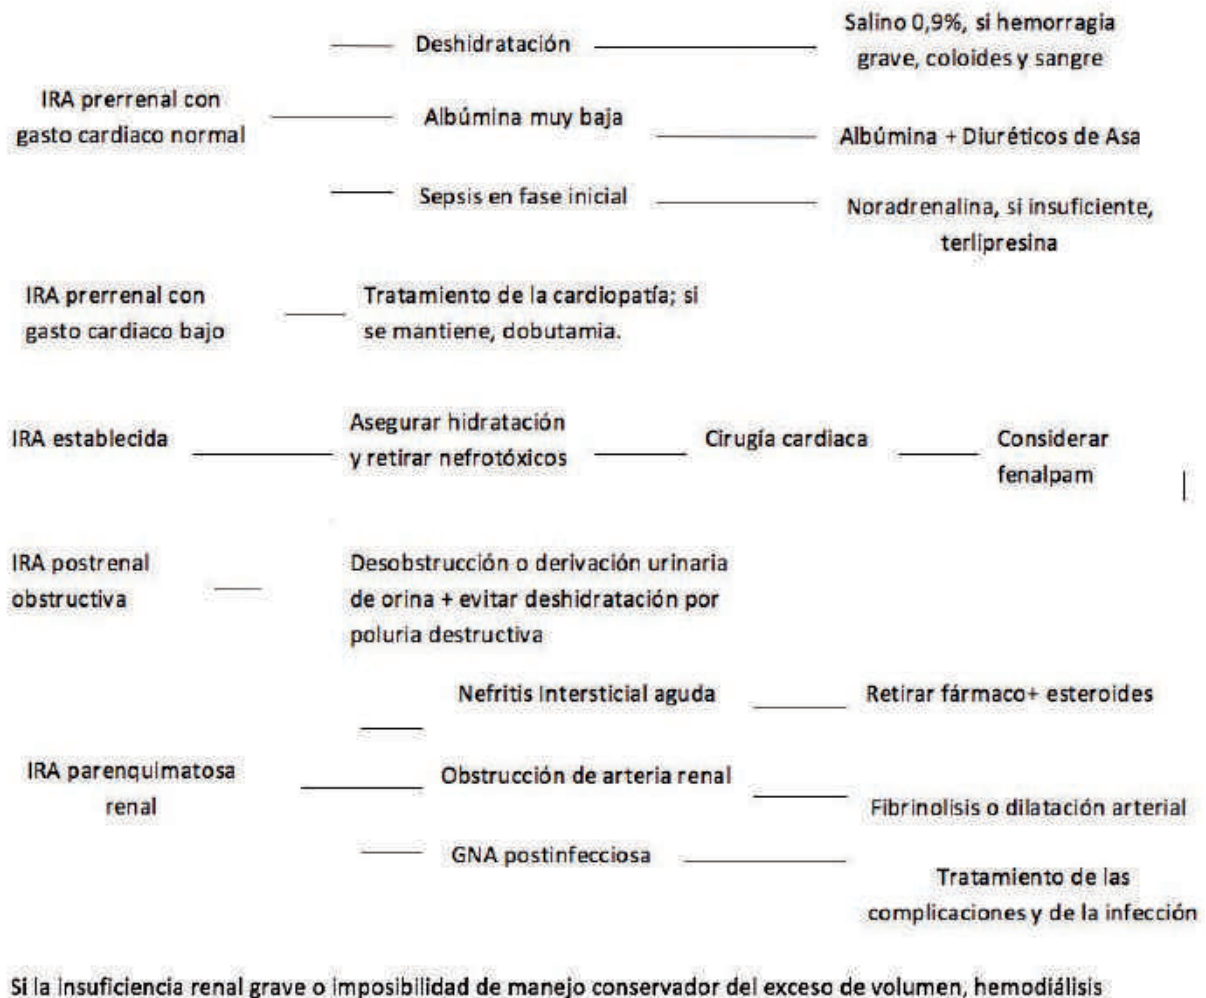 Deshidratación
Salino 0,9%, si hemorragia
grave, coloides y sangre
IRA prerrenal con
gasto cardiaco normal
Albúmina muy baja
Albúmina + Diuréticos de Asa
Sepsis en fase inicial
Noradrenalina, si insuficiente,
terlipresina
IRA prerrenal con
gasto cardiaco bajo
Tratamiento de la cardiopatía; si
se mantiene, dobutamia.
IRA establecida
Asegurar hidratación
y retirar nefrotóxicos
Cirugía cardiaca
Considerar
fenalpam
IRA postrenal
obstructiva
Desobstrucción o derivación urinaria
de orina + evitar deshidratación por
poluria destructiva
IRA parenquimatosa
renal
Nefritis Intersticial aguda
Retirar fármaco+ esteroides
Obstrucción de arteria renal
Fibrinolisis o dilatación arterial
GNA postinfecciosa
Tratamiento de las
complicaciones y de la infección
Si la insuficiencia renal grave o imposibilidad de manejo conservador del exceso de volumen, hemodiálisis